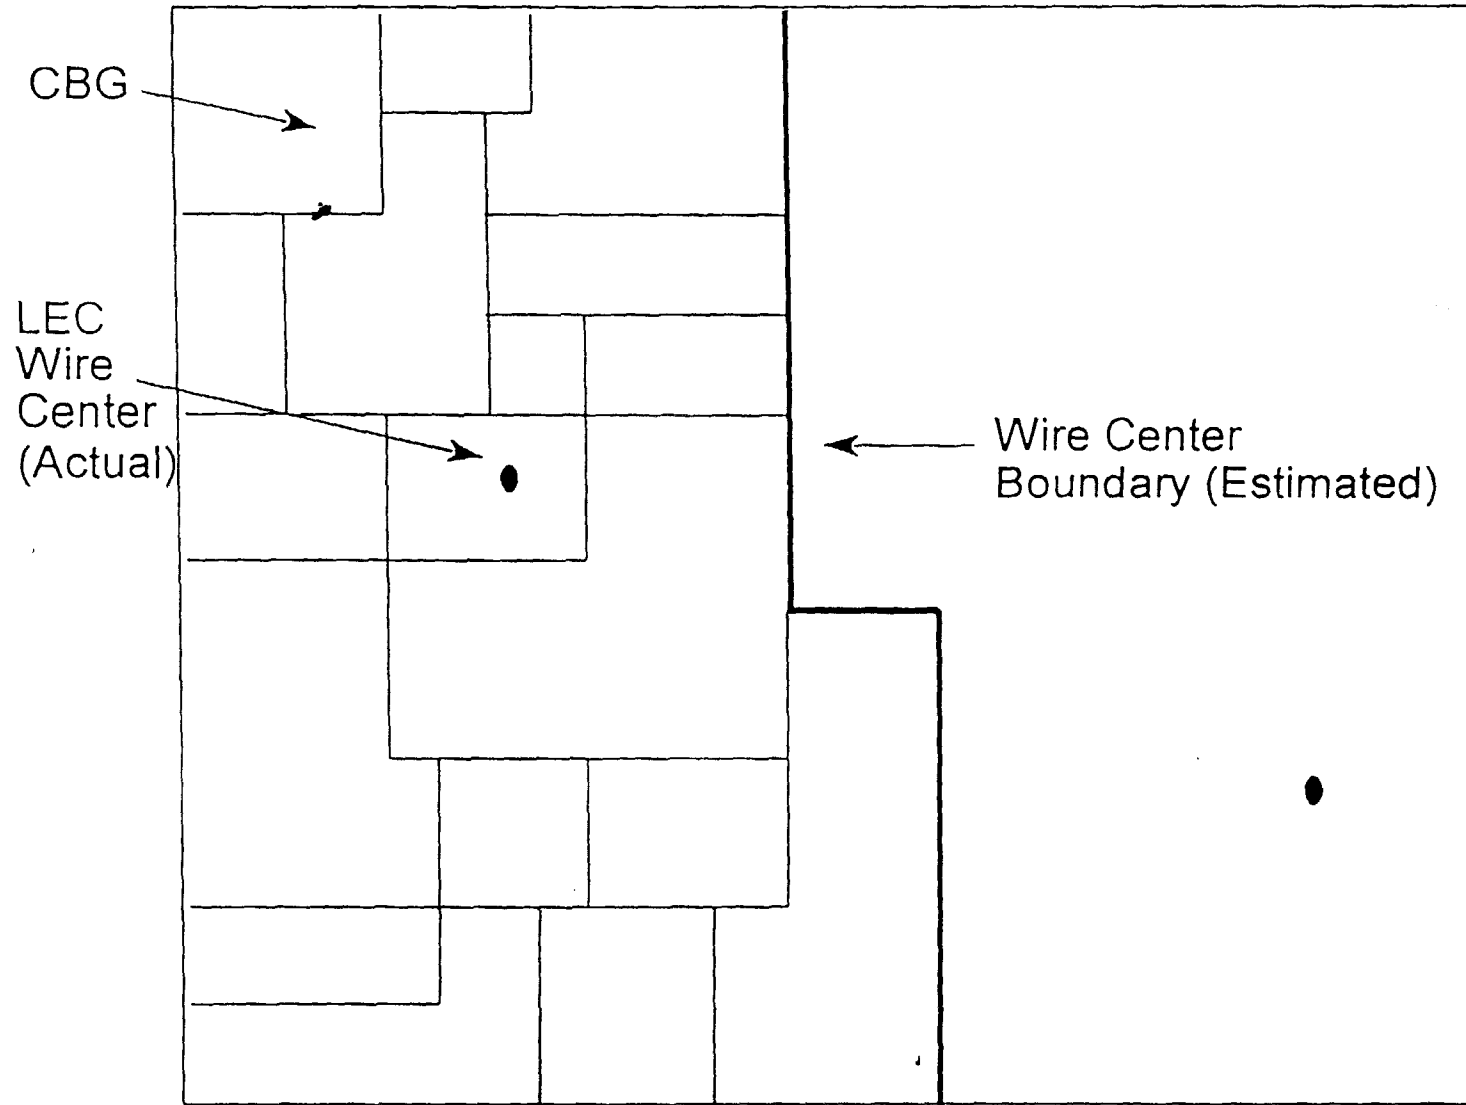 CBG
LEC
Wire
Center
(Actual)
Wire Center
Boundary (Estimated)